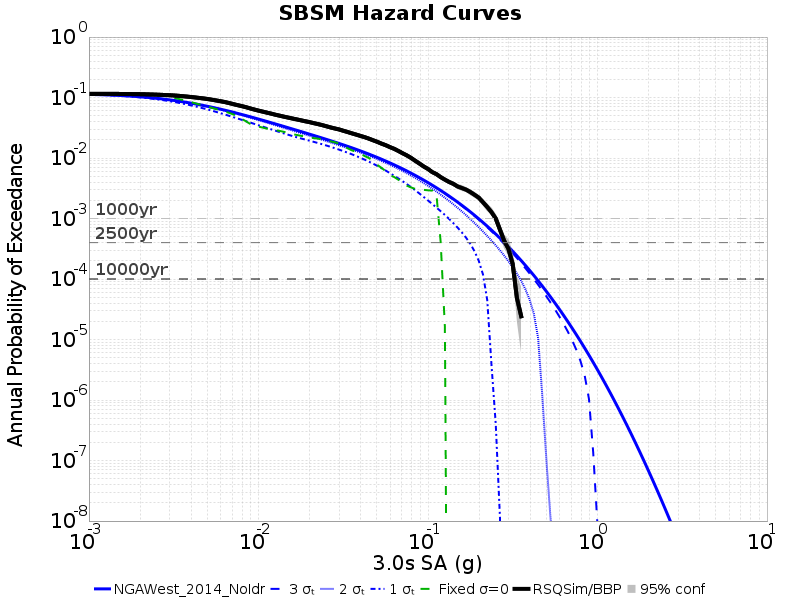 SBSM Hazard Curves
Annual Probability of Exceedance
10^0
10^-1
10^-2
10^-3
10^-4
10^-5
10^-6
10^-7
10^-8
1000yr
2500yr
10000yr
10^-3 10^-2 10^-1 10^0 10^1
3.0s SA (g)
NGAWest_2014_NoIdr 3 σₜ 2 σₜ 1 σₜ Fixed σ=0 RSQSim/BBP 95% conf